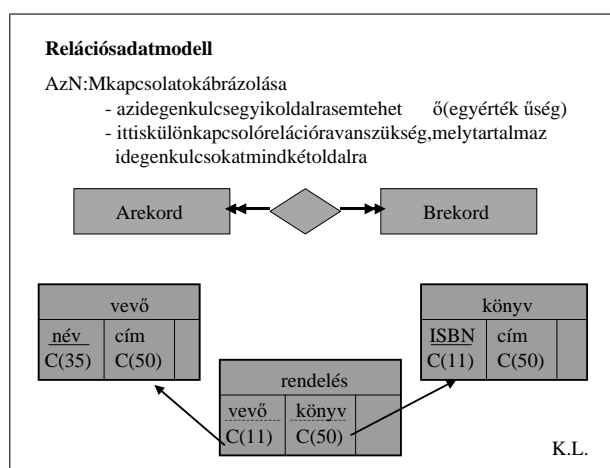 Relációsadatmodell
AzN:Mkapcsolatokábrázolása
- azidegenkulcsegyikoldalrasemtehet ő(egyérték űség)
- ittiskülönkapcsolórelációravanszükség,melytartalmaz
idegenkulcsokatmindkétoldalra
Arekord Brekord
vevő könyv
név cím ISBN cím
C(35) C(50) C(11) C(50)
rendelés
vevő könyv
C(11) C(50)
K.L.